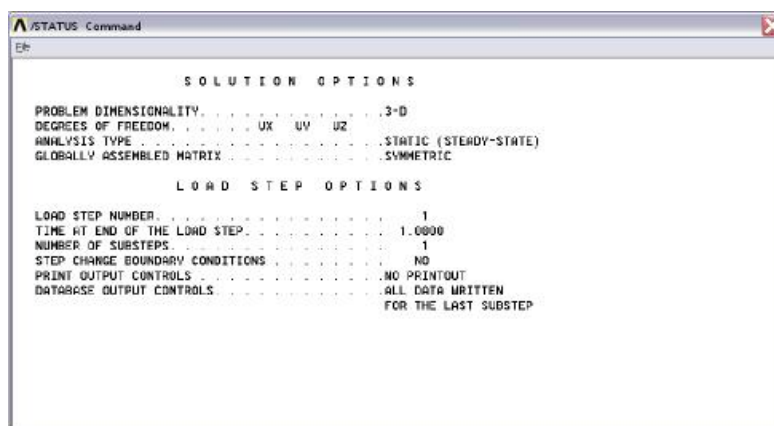 /STATUS Command
File
SOLUTION OPTIONS
PROBLEM DIMENSIONALITY. . . . . . . . . . . . .3-D
DEGREES OF FREEDOM. . . . . . UX UY UZ
ANALYSIS TYPE . . . . . . . . . . . . . . . . .STATIC (STEADY-STATE)
GLOBALLY ASSEMBLED MATRIX . . . . . . . . . . .SYMMETRIC
LOAD STEP OPTIONS
LOAD STEP NUMBER. . . . . . . . . . . . . . . . 1
TIME AT END OF THE LOAD STEP. . . . . . . . . . 1.0000
NUMBER OF SUBSTEPS. . . . . . . . . . . . . . . 1
STEP CHANGE BOUNDARY CONDITIONS . . . . . . . . NO
PRINT OUTPUT CONTROLS . . . . . . . . . . . . .NO PRINTOUT
DATABASE OUTPUT CONTROLS. . . . . . . . . . . .ALL DATA WRITTEN
FOR THE LAST SUBSTEP